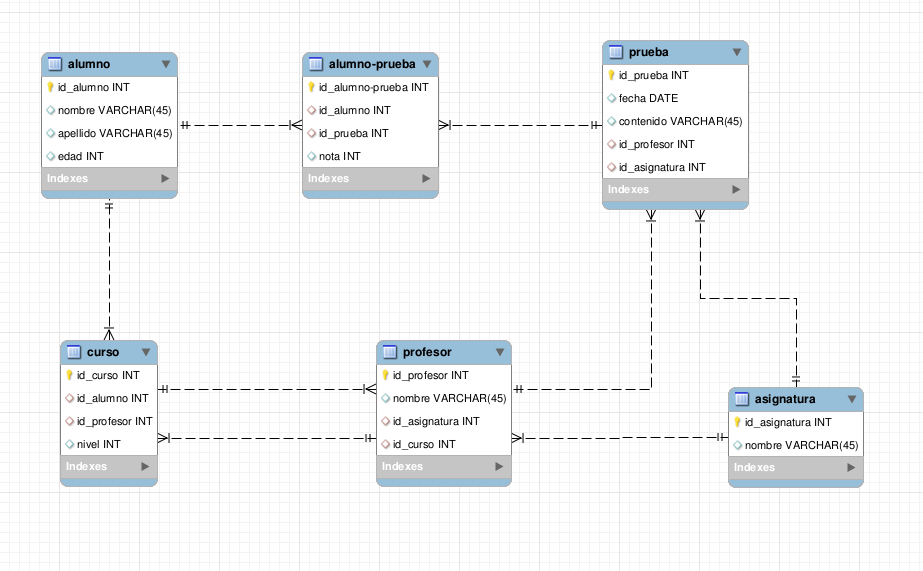 alumno
id_alumno INT
nombre VARCHAR(45)
apellido VARCHAR(45)
edad INT
Indexes
alumno-prueba
id_alumno-prueba INT
id_alumno INT
id_prueba INT
nota INT
Indexes
prueba
id_prueba INT
fecha DATE
contenido VARCHAR(45)
id_profesor INT
id_asignatura INT
Indexes
curso
id_curso INT
id_alumno INT
id_profesor INT
nivel INT
Indexes
profesor
id_profesor INT
nombre VARCHAR(45)
id_asignatura INT
id_curso INT
Indexes
asignatura
id_asignatura INT
nombre VARCHAR(45)
Indexes